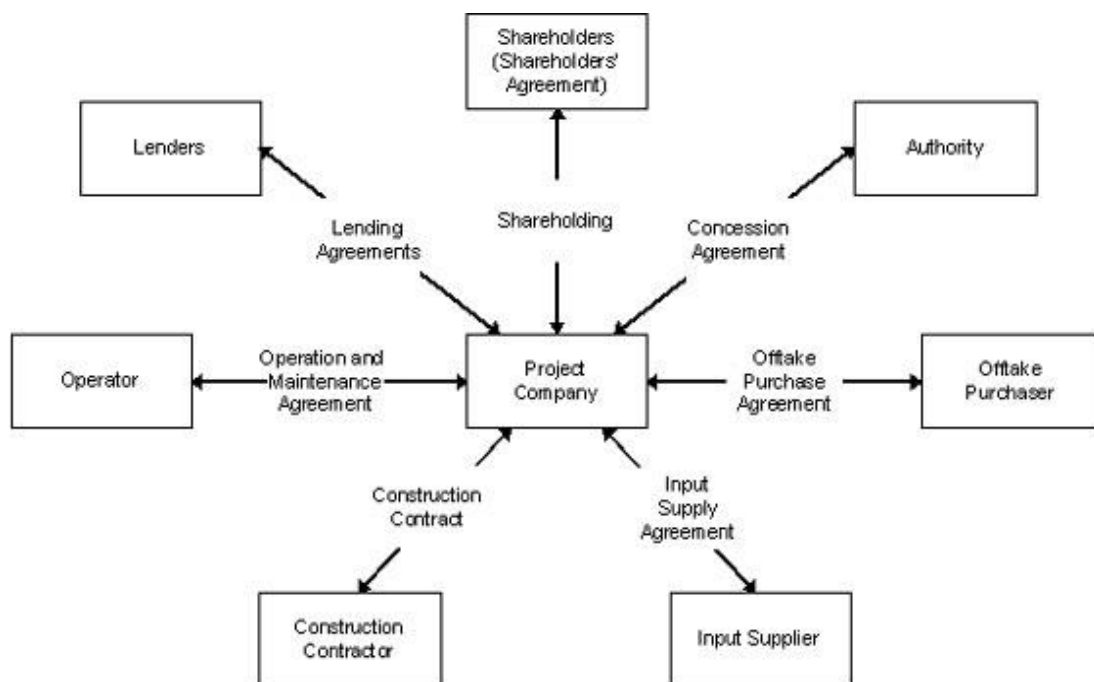 Shareholders
(Shareholders'
Agreement)
Lenders
Authority
Lending
Agreements
Shareholding
Concession
Agreement
Operator
Operation and
Maintenance
Agreement
Project
Company
Offtake
Purchase
Agreement
Offtake
Purchaser
Construction
Contract
Input
Supply
Agreement
Construction
Contractor
Input Supplier